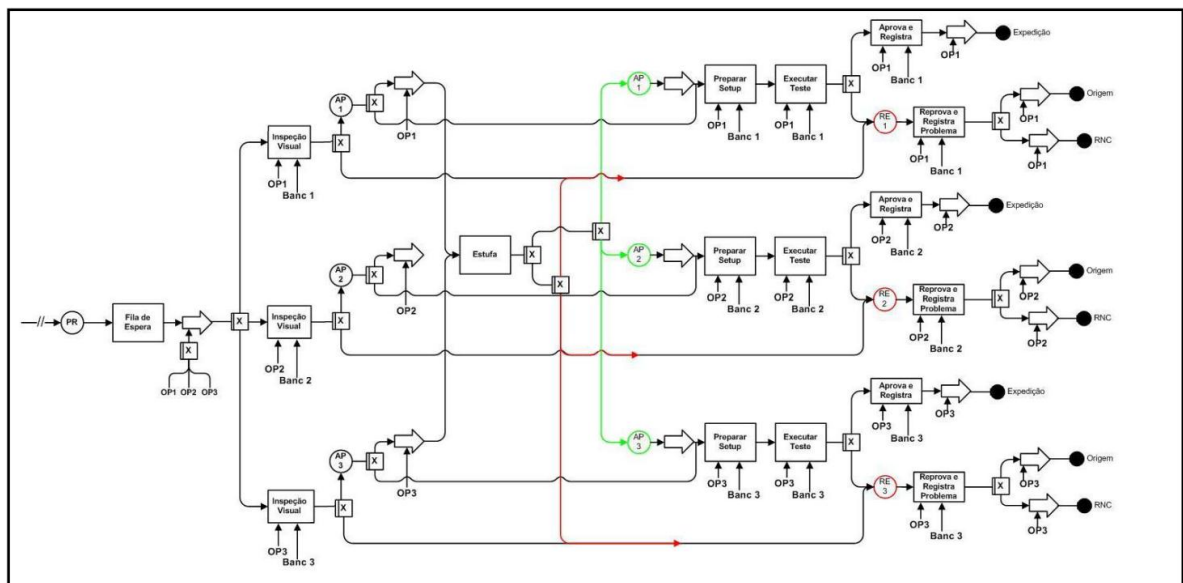 Aprova e
Registra
Expedição
OP1
Banc 1
OP1
AP
1
X
OP1
AP
1
Preparar
Setup
Executar
Teste
X
OP1
Banc 1
OP1
Banc 1
RE
1
Reprova e
Registra
Problema
X
Origem
OP1
RNC
OP1
OP1
Banc 1
Inspeção
Visual
X
OP1
Banc 1
Aprova e
Registra
Expedição
OP2
Banc 2
OP2
AP
2
X
OP2
Estufa
X
X
X
AP
2
Preparar
Setup
Executar
Teste
X
OP2
Banc 2
OP2
Banc 2
RE
2
Reprova e
Registra
Problema
X
Origem
OP2
RNC
OP2
OP2
Banc 2
PR
Fila de
Espera
X
OP1
OP2
OP3
X
Inspeção
Visual
X
OP2
Banc 2
Aprova e
Registra
Expedição
OP3
Banc 3
OP3
AP
3
X
OP3
AP
3
Preparar
Setup
Executar
Teste
X
OP3
Banc 3
OP3
Banc 3
RE
3
Reprova e
Registra
Problema
X
Origem
OP3
RNC
OP3
OP3
Banc 3
Inspeção
Visual
X
OP3
Banc 3